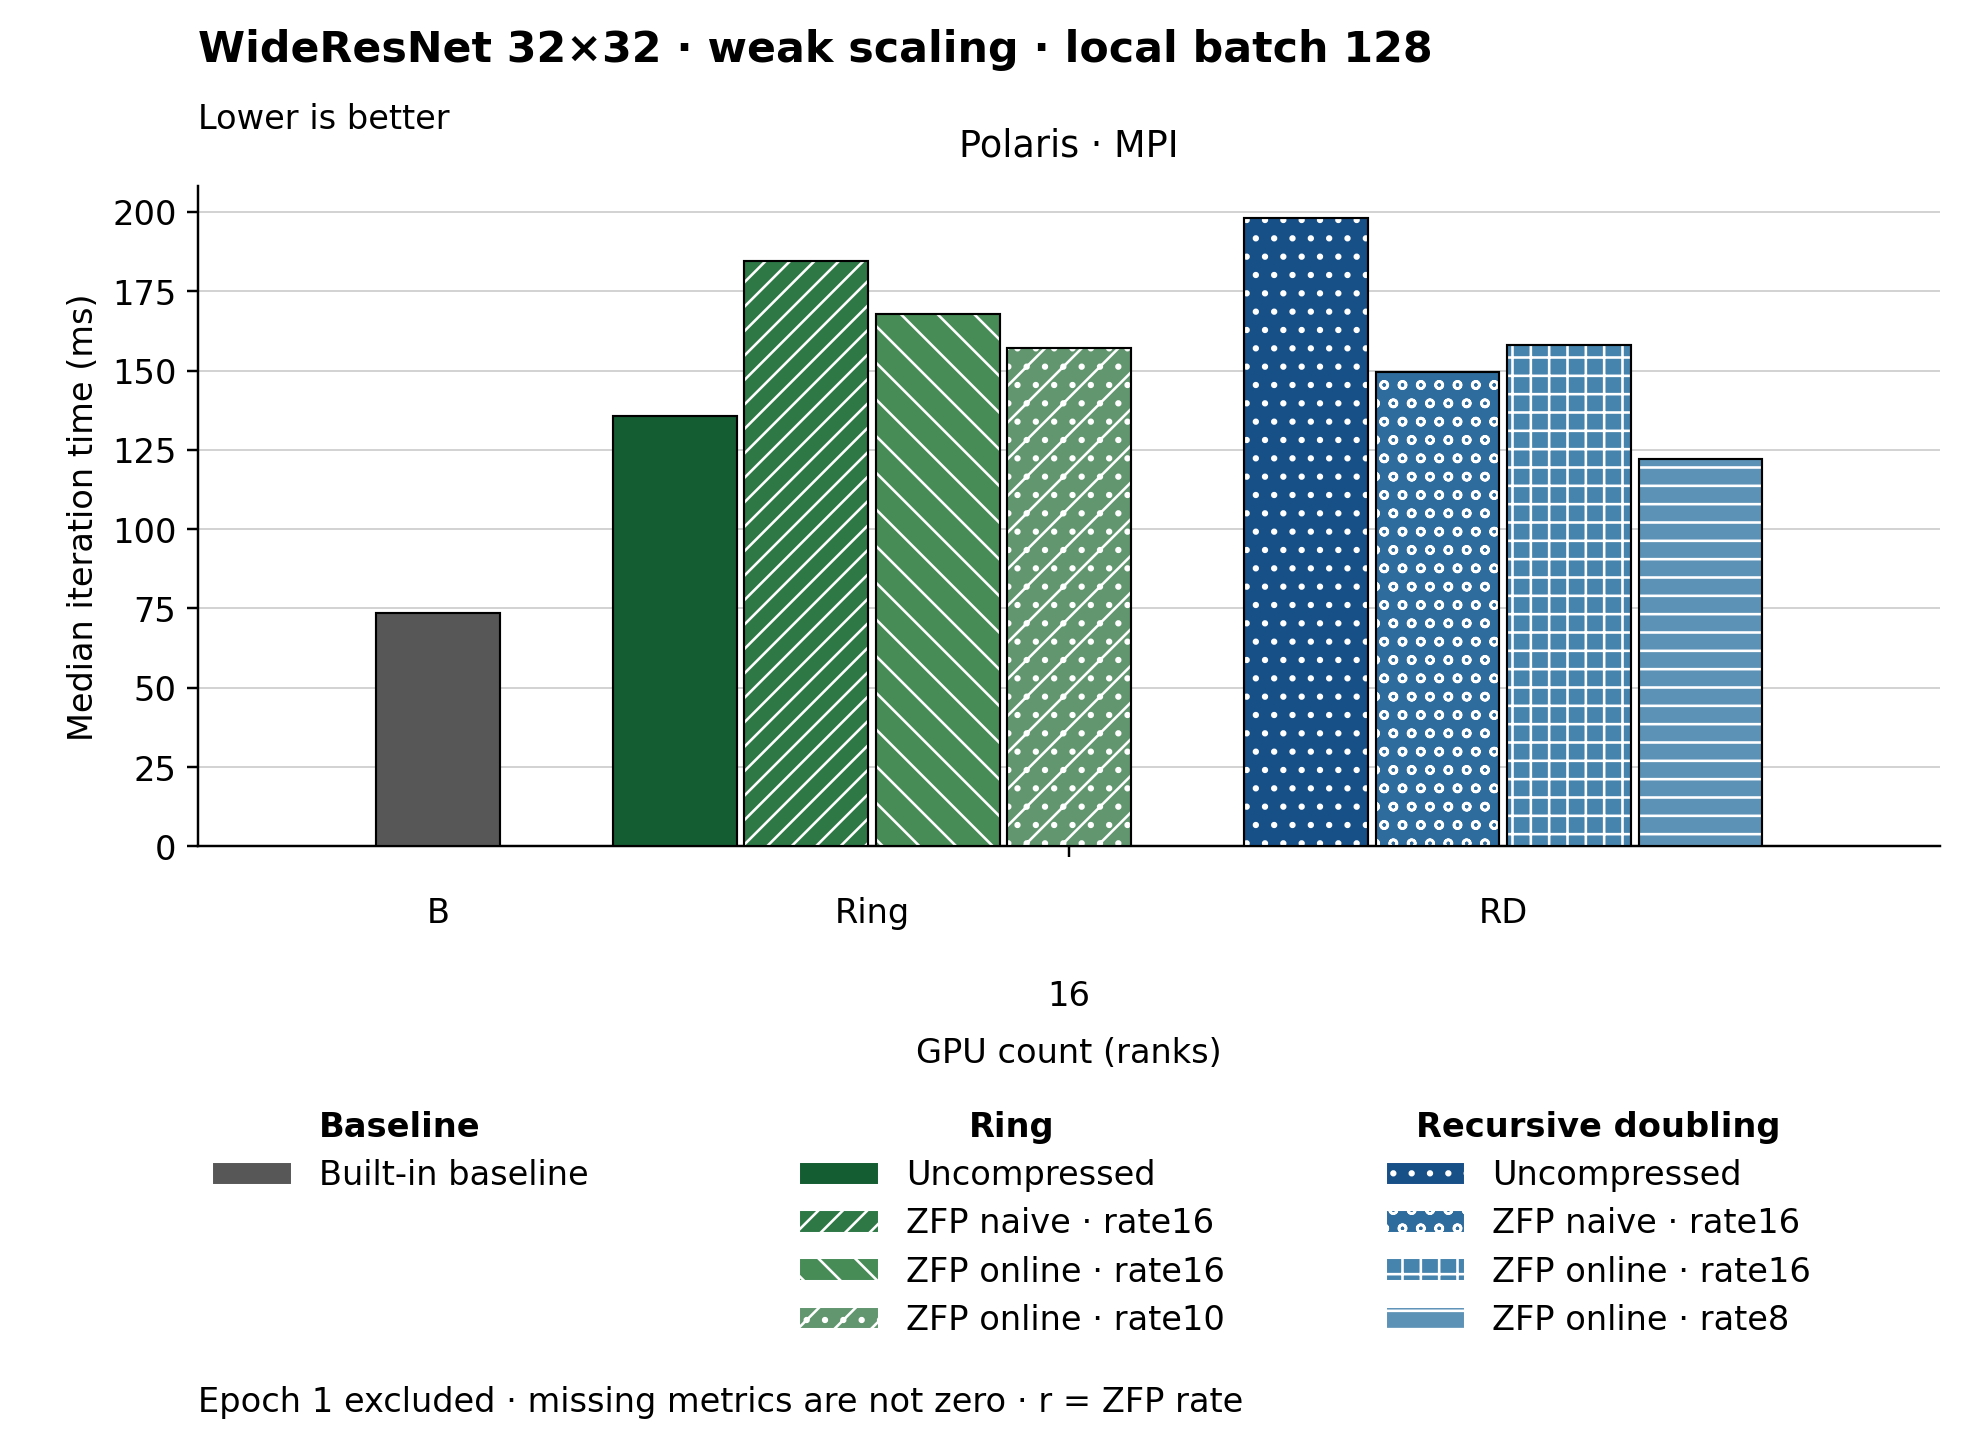 WideResNet 32×32 · weak scaling · local batch 128
Lower is better
Polaris · MPI
Median iteration time (ms)
200
175
150
125
100
75
50
25
0
B Ring RD
16
GPU count (ranks)
Baseline Ring Recursive doubling
Built-in baseline Uncompressed Uncompressed
ZFP naive · rate16 ZFP naive · rate16
ZFP online · rate16 ZFP online · rate16
ZFP online · rate10 ZFP online · rate8
Epoch 1 excluded · missing metrics are not zero · r = ZFP rate